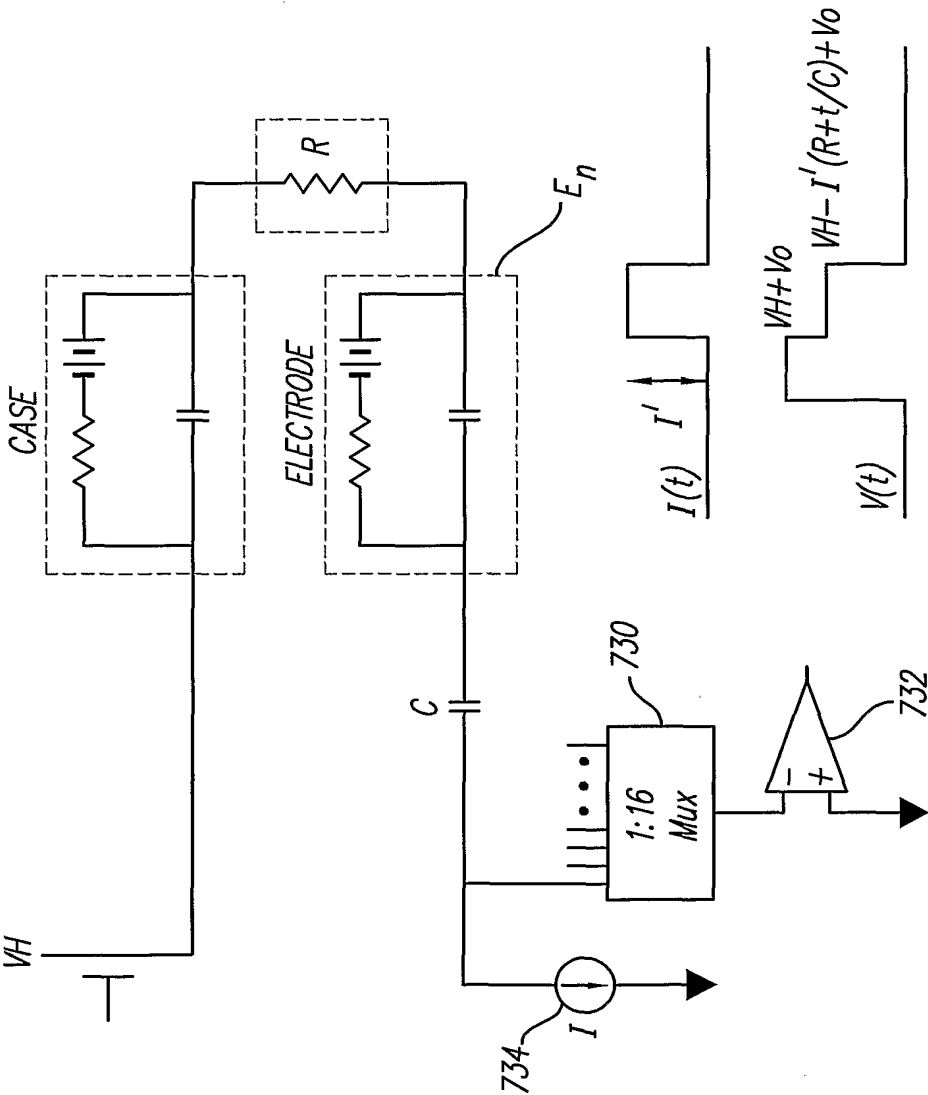 VH
CASE
R
ELECTRODE
E_n
C
734
I
1:16
Mux
730
−
+
732
I(t)
I'
V(t)
VH+Vo
VH−I'(R+t/C)+Vo